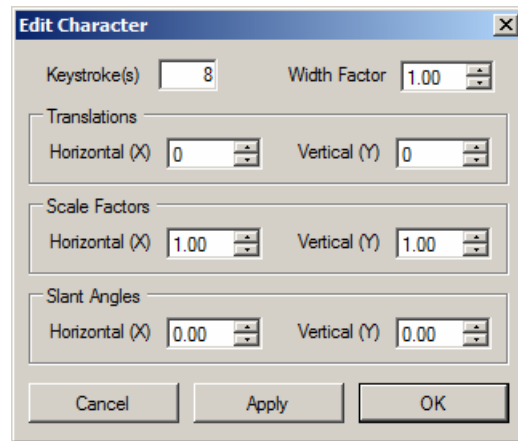 Edit Character
Keystroke(s) 8 Width Factor 1.00
Translations
Horizontal (X) 0 Vertical (Y) 0
Scale Factors
Horizontal (X) 1.00 Vertical (Y) 1.00
Slant Angles
Horizontal (X) 0.00 Vertical (Y) 0.00
Cancel Apply OK